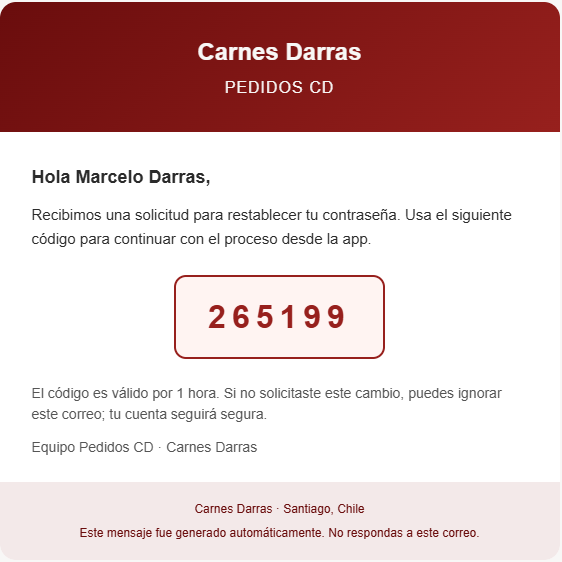 Carnes Darras
PEDIDOS CD
Hola Marcelo Darras,
Recibimos una solicitud para restablecer tu contraseña. Usa el siguiente
código para continuar con el proceso desde la app.
265199
El código es válido por 1 hora. Si no solicitaste este cambio, puedes ignorar
este correo; tu cuenta seguirá segura.
Equipo Pedidos CD · Carnes Darras
Carnes Darras · Santiago, Chile
Este mensaje fue generado automáticamente. No respondas a este correo.